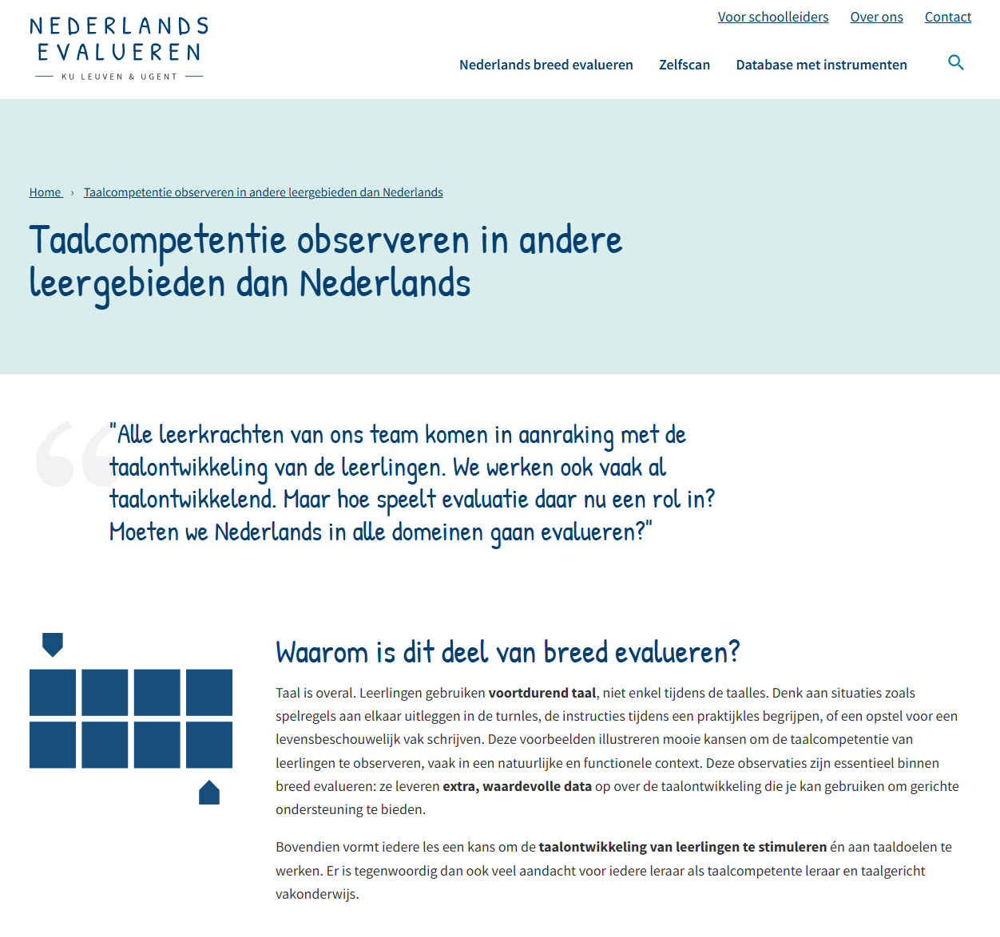 NEDERLANDS
EVALUEREN
KU LEUVEN & UGENT
Voor schoolleiders Over ons Contact
Nederlands breed evalueren Zelfscan Database met instrumenten
Home › Taalcompetentie observeren in andere leergebieden dan Nederlands
Taalcompetentie observeren in andere
leergebieden dan Nederlands
"Alle leerkrachten van ons team komen in aanraking met de
taalontwikkeling van de leerlingen. We werken ook vaak al
taalontwikkelend. Maar hoe speelt evaluatie daar nu een rol in?
Moeten we Nederlands in alle domeinen gaan evalueren?"
Waarom is dit deel van breed evalueren?
Taal is overal. Leerlingen gebruiken voortdurend taal, niet enkel tijdens de taalles. Denk aan situaties zoals
spelregels aan elkaar uitleggen in de turnles, de instructies tijdens een praktijkles begrijpen, of een opstel voor een
levensbeschouwelijk vak schrijven. Deze voorbeelden illustreren mooie kansen om de taalcompetentie van
leerlingen te observeren, vaak in een natuurlijke en functionele context. Deze observaties zijn essentieel binnen
breed evalueren: ze leveren extra, waardevolle data op over de taalontwikkeling die je kan gebruiken om gerichte
ondersteuning te bieden.
Bovendien vormt iedere les een kans om de taalontwikkeling van leerlingen te stimuleren én aan taaldoelen te
werken. Er is tegenwoordig dan ook veel aandacht voor iedere leraar als taalcompetente leraar en taalgericht
vakonderwijs.